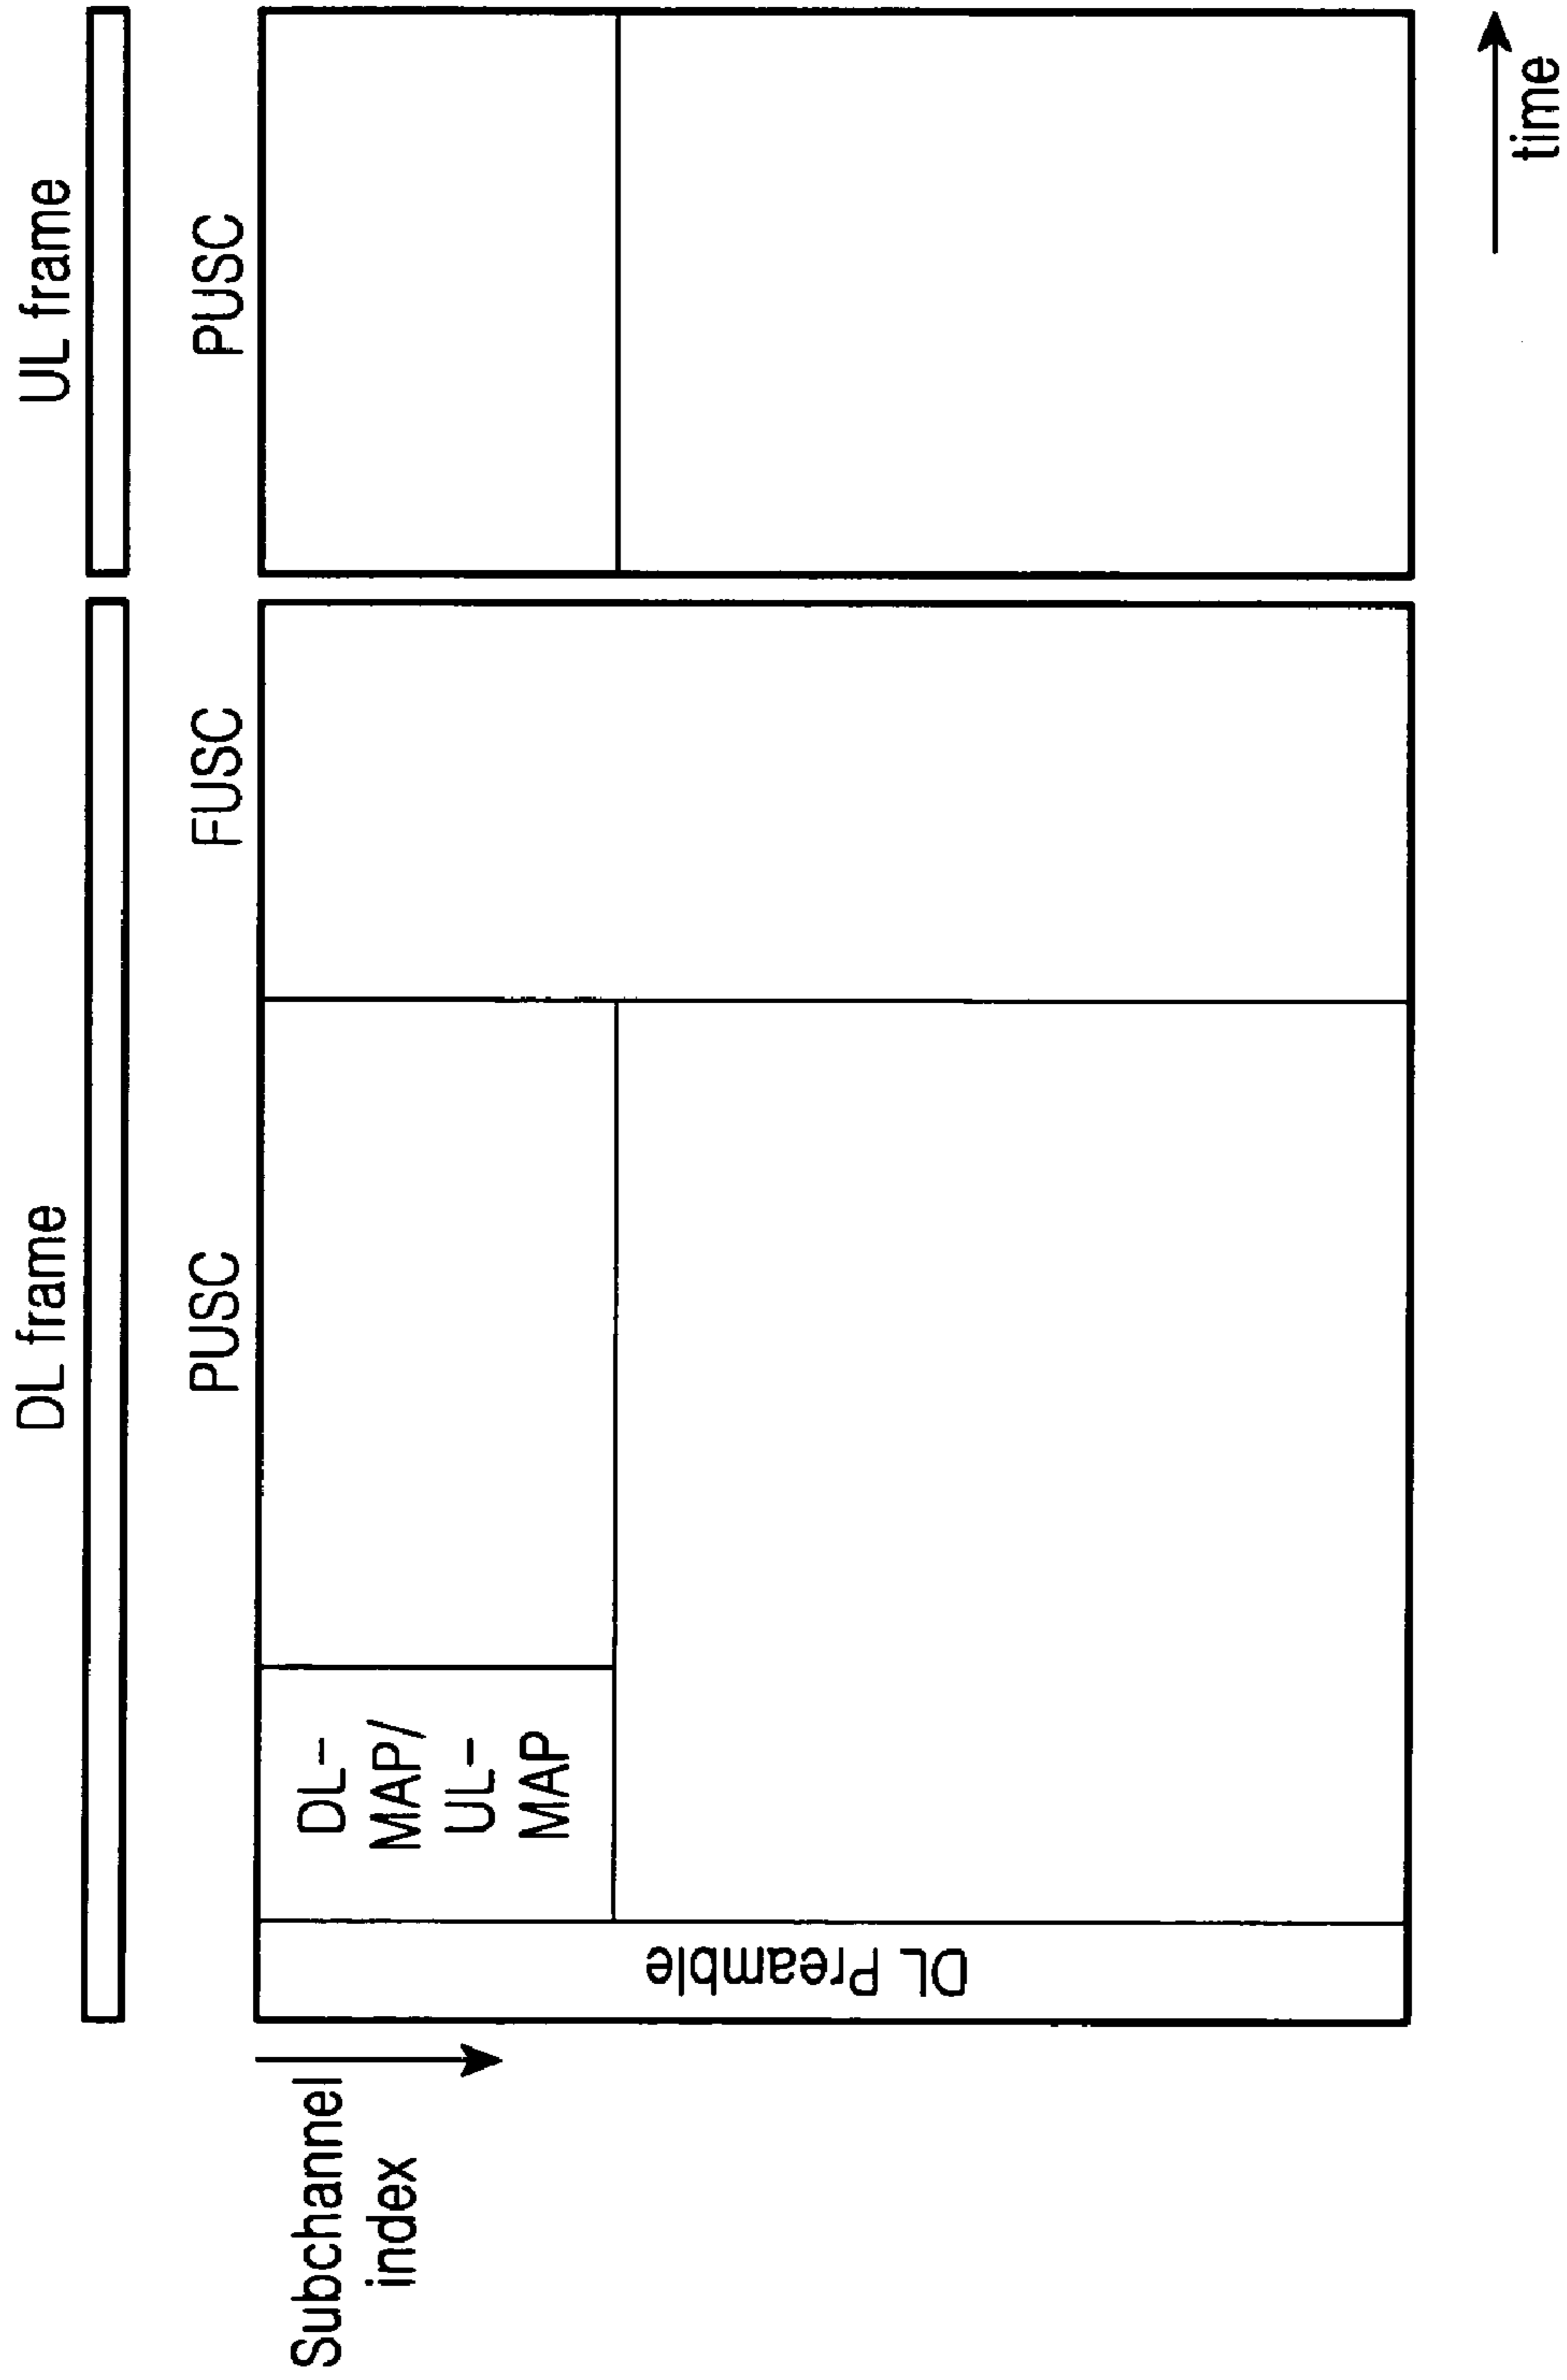 DL frame
UL frame
PUSC
FUSC
PUSC
Subchannel
index
DL Preamble
DL-
MAP/
UL-
MAP
time